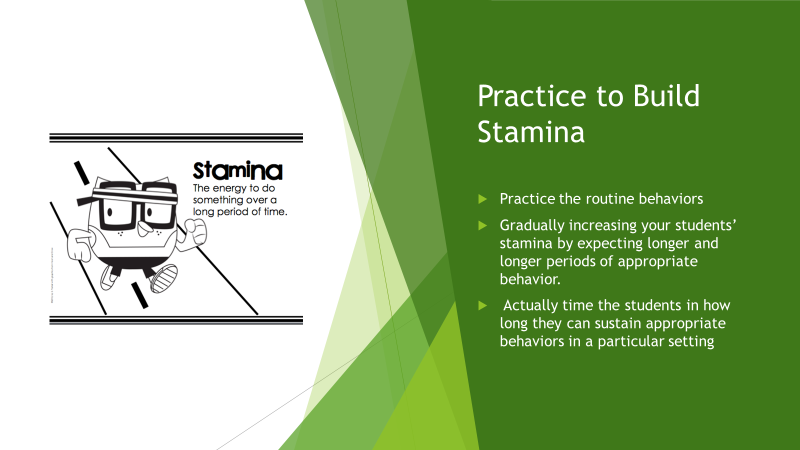 Practice to Build
Stamina
Stamina
The energy to do
something over a
long period of time.
Practice the routine behaviors
Gradually increasing your students’
stamina by expecting longer and
longer periods of appropriate
behavior.
Actually time the students in how
long they can sustain appropriate
behaviors in a particular setting